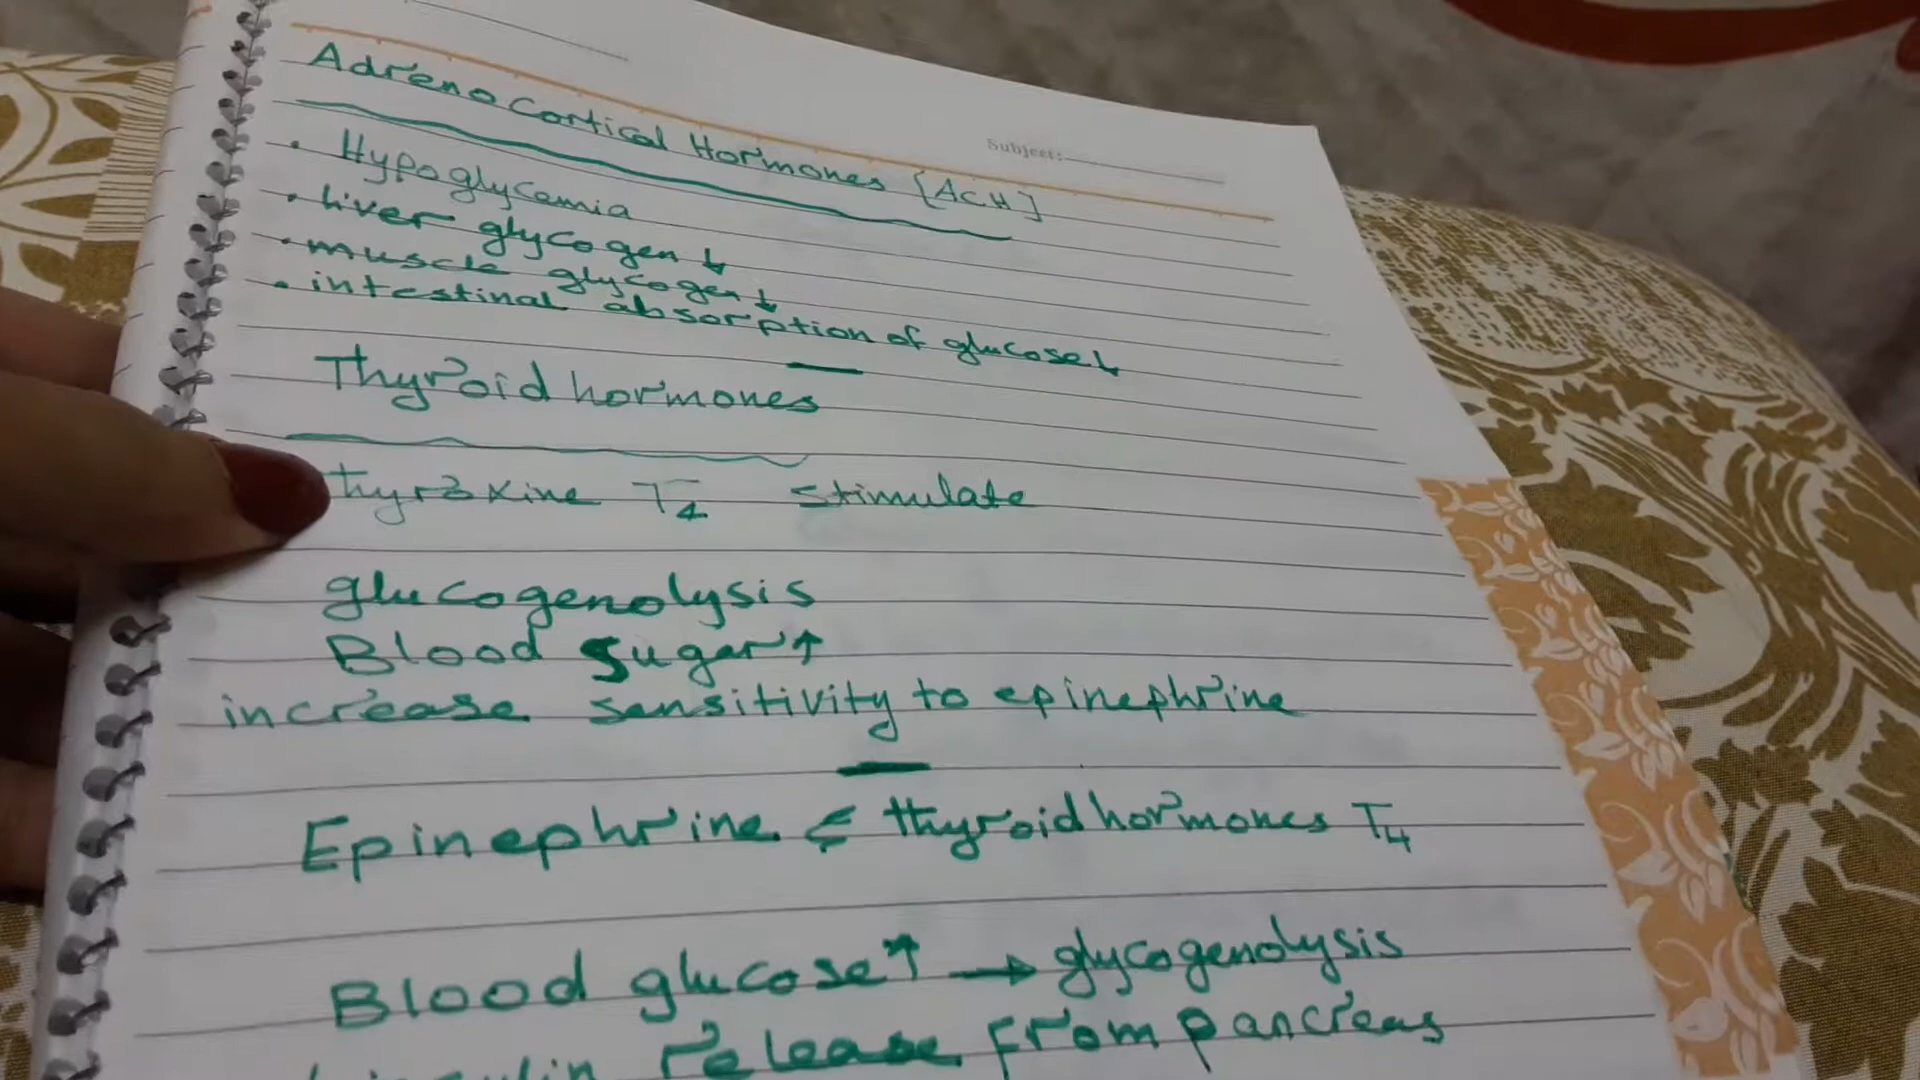 Subject:
Adreno Cortical Hormones [ACH]
• Hypoglycemia
• liver glycogen ↓
• muscle glycogen ↓
• intestinal absorption of glucose ↓
Thyroid hormones
thyroxine T4 stimulate
glucogenolysis
Blood sugar ↑
increase sensitivity to epinephrine
Epinephrine & thyroid hormones T4
Blood glucose ↑ → glycogenolysis
insulin release from pancreas